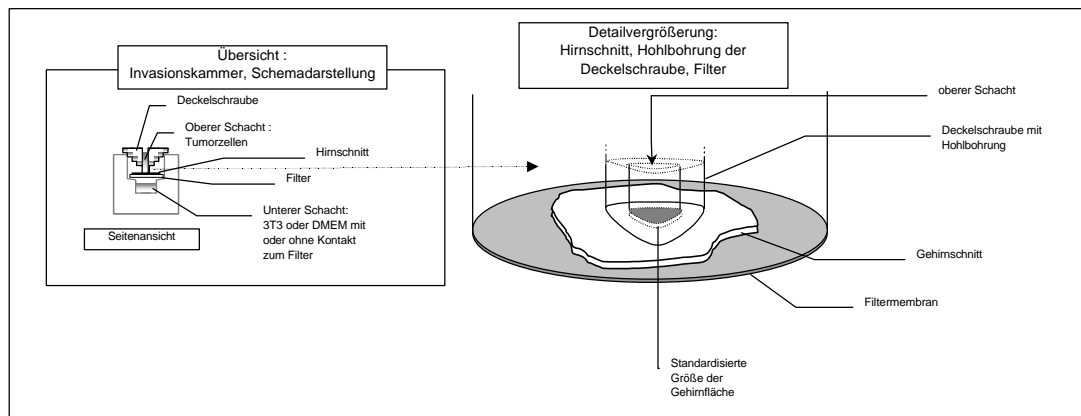 Übersicht :
Invasionskammer, Schemadarstellung
Deckelschraube
Oberer Schacht :
Tumorzellen
Hirnschnitt
Filter
Unterer Schacht:
3T3 oder DMEM mit
oder ohne Kontakt
zum Filter
Seitenansicht
Detailvergrößerung:
Hirnschnitt, Hohlbohrung der
Deckelschraube, Filter
oberer Schacht
Deckelschraube mit
Hohlbohrung
Gehirnschnitt
Filtermembran
Standardisierte
Größe der
Gehirnfläche